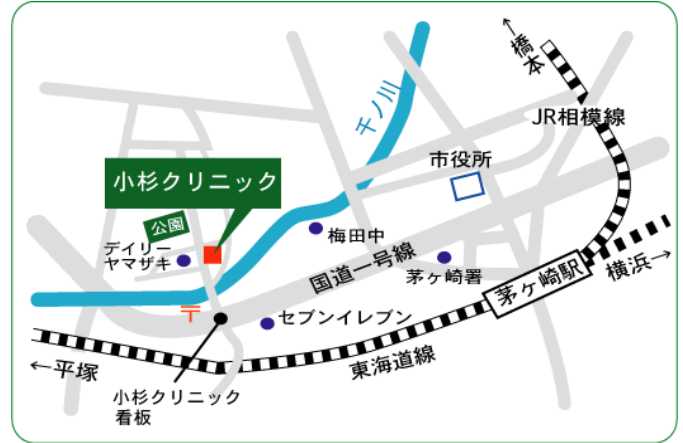 ←橋本
JR相模線
千ノ川
市役所
小杉クリニック
公園
デイリー
ヤマザキ
梅田中
国道一号線
茅ヶ崎署
茅ヶ崎駅
横浜→
〒
セブンイレブン
東海道線
←平塚
小杉クリニック
看板